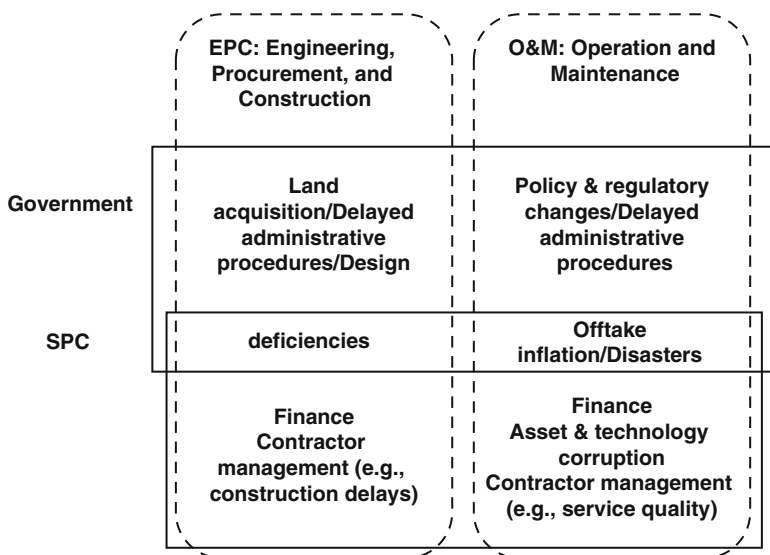 EPC: Engineering,
Procurement, and
Construction
O&M: Operation and
Maintenance
Government
Land
acquisition/Delayed
administrative
procedures/Design
Policy & regulatory
changes/Delayed
administrative
procedures
SPC
deficiencies
Offtake
inflation/Disasters
Finance
Contractor
management (e.g.,
construction delays)
Finance
Asset & technology
corruption
Contractor management
(e.g., service quality)